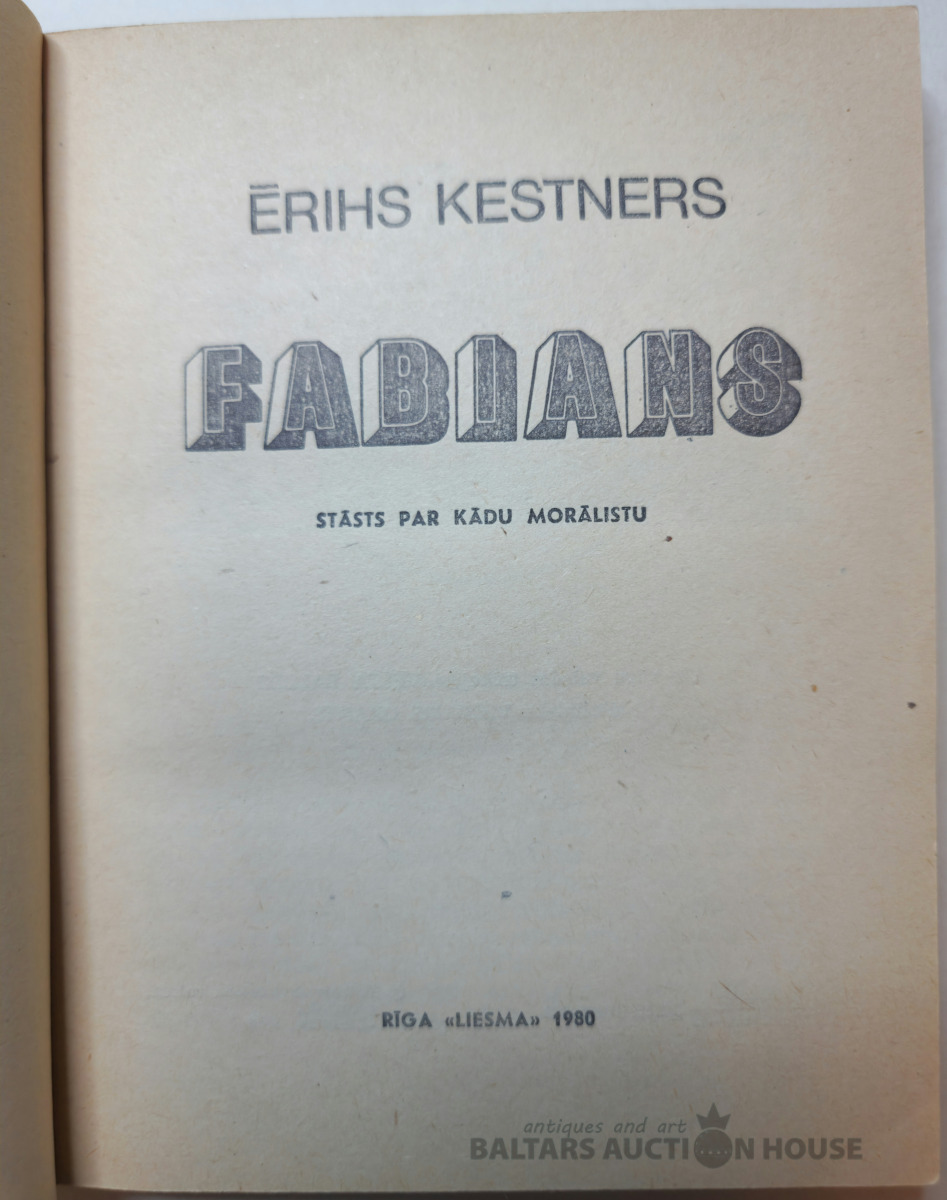 ĒRIHS KESTNERS
FABIANS
STĀSTS PAR KĀDU MORĀLISTU
RĪGA «LIESMA» 1980
antiques and art
BALTARS AUCTION HOUSE